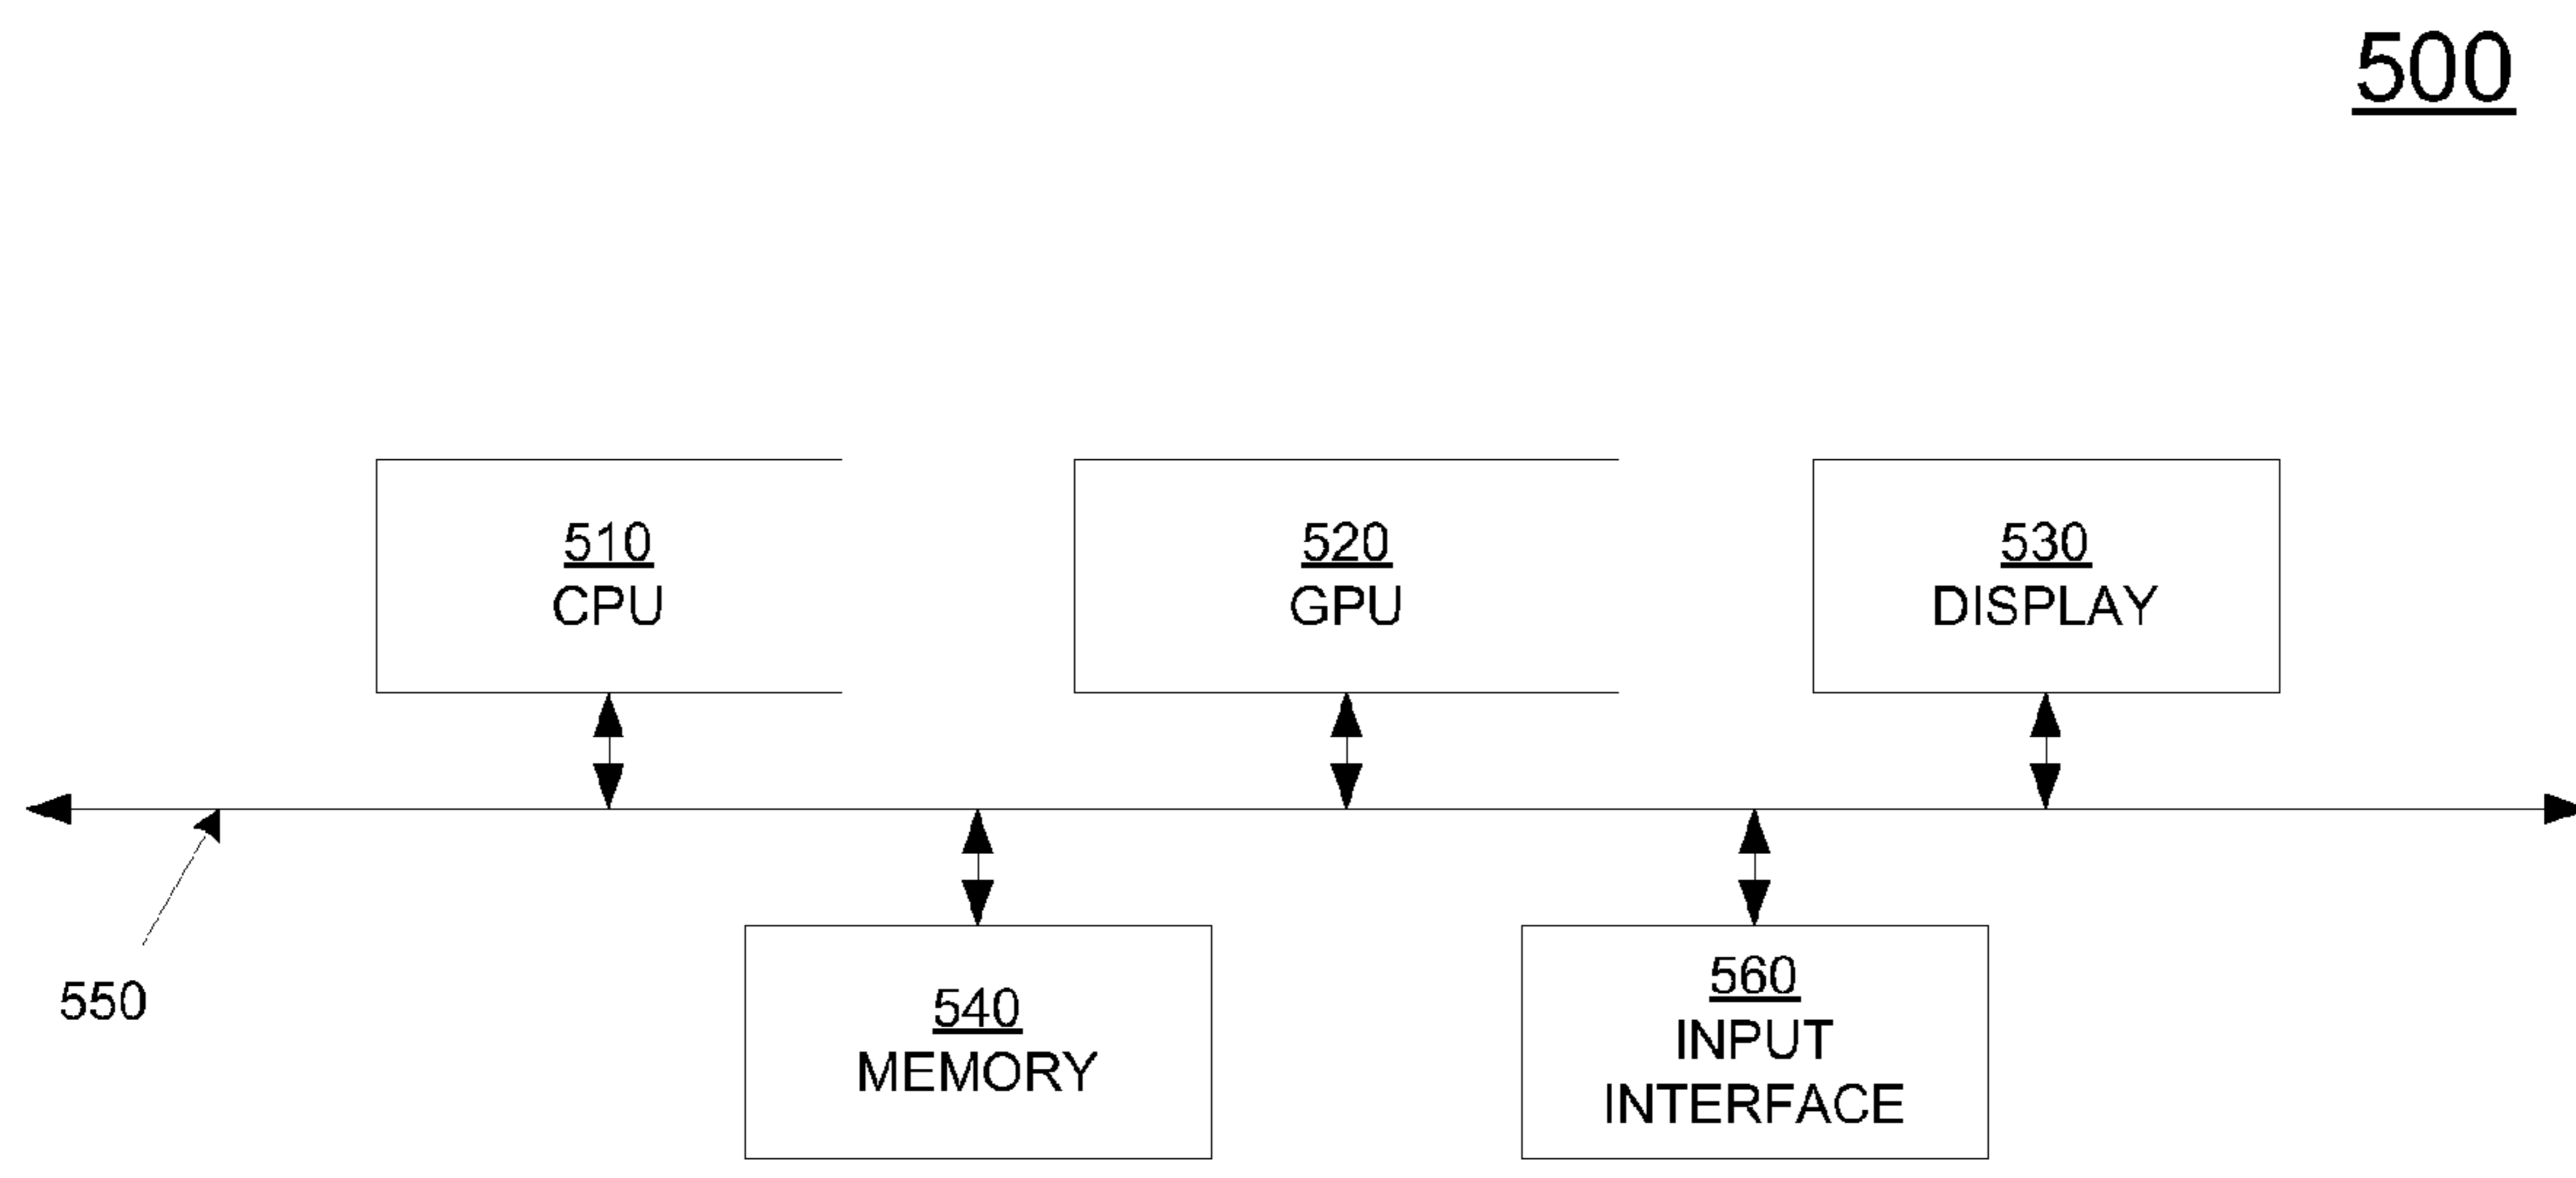 500
510
CPU
520
GPU
530
DISPLAY
550
540
MEMORY
560
INPUT
INTERFACE